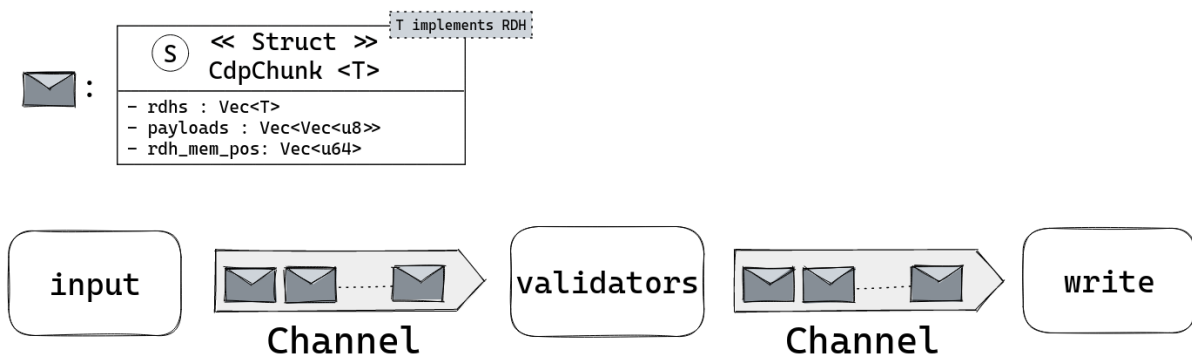 T implements RDH
S
≪ Struct ≫
CdpChunk <T>
:
- rdhs : Vec<T>
- payloads : Vec<Vec<u8≫
- rdh_mem_pos: Vec<u64>
input
validators
write
Channel
Channel